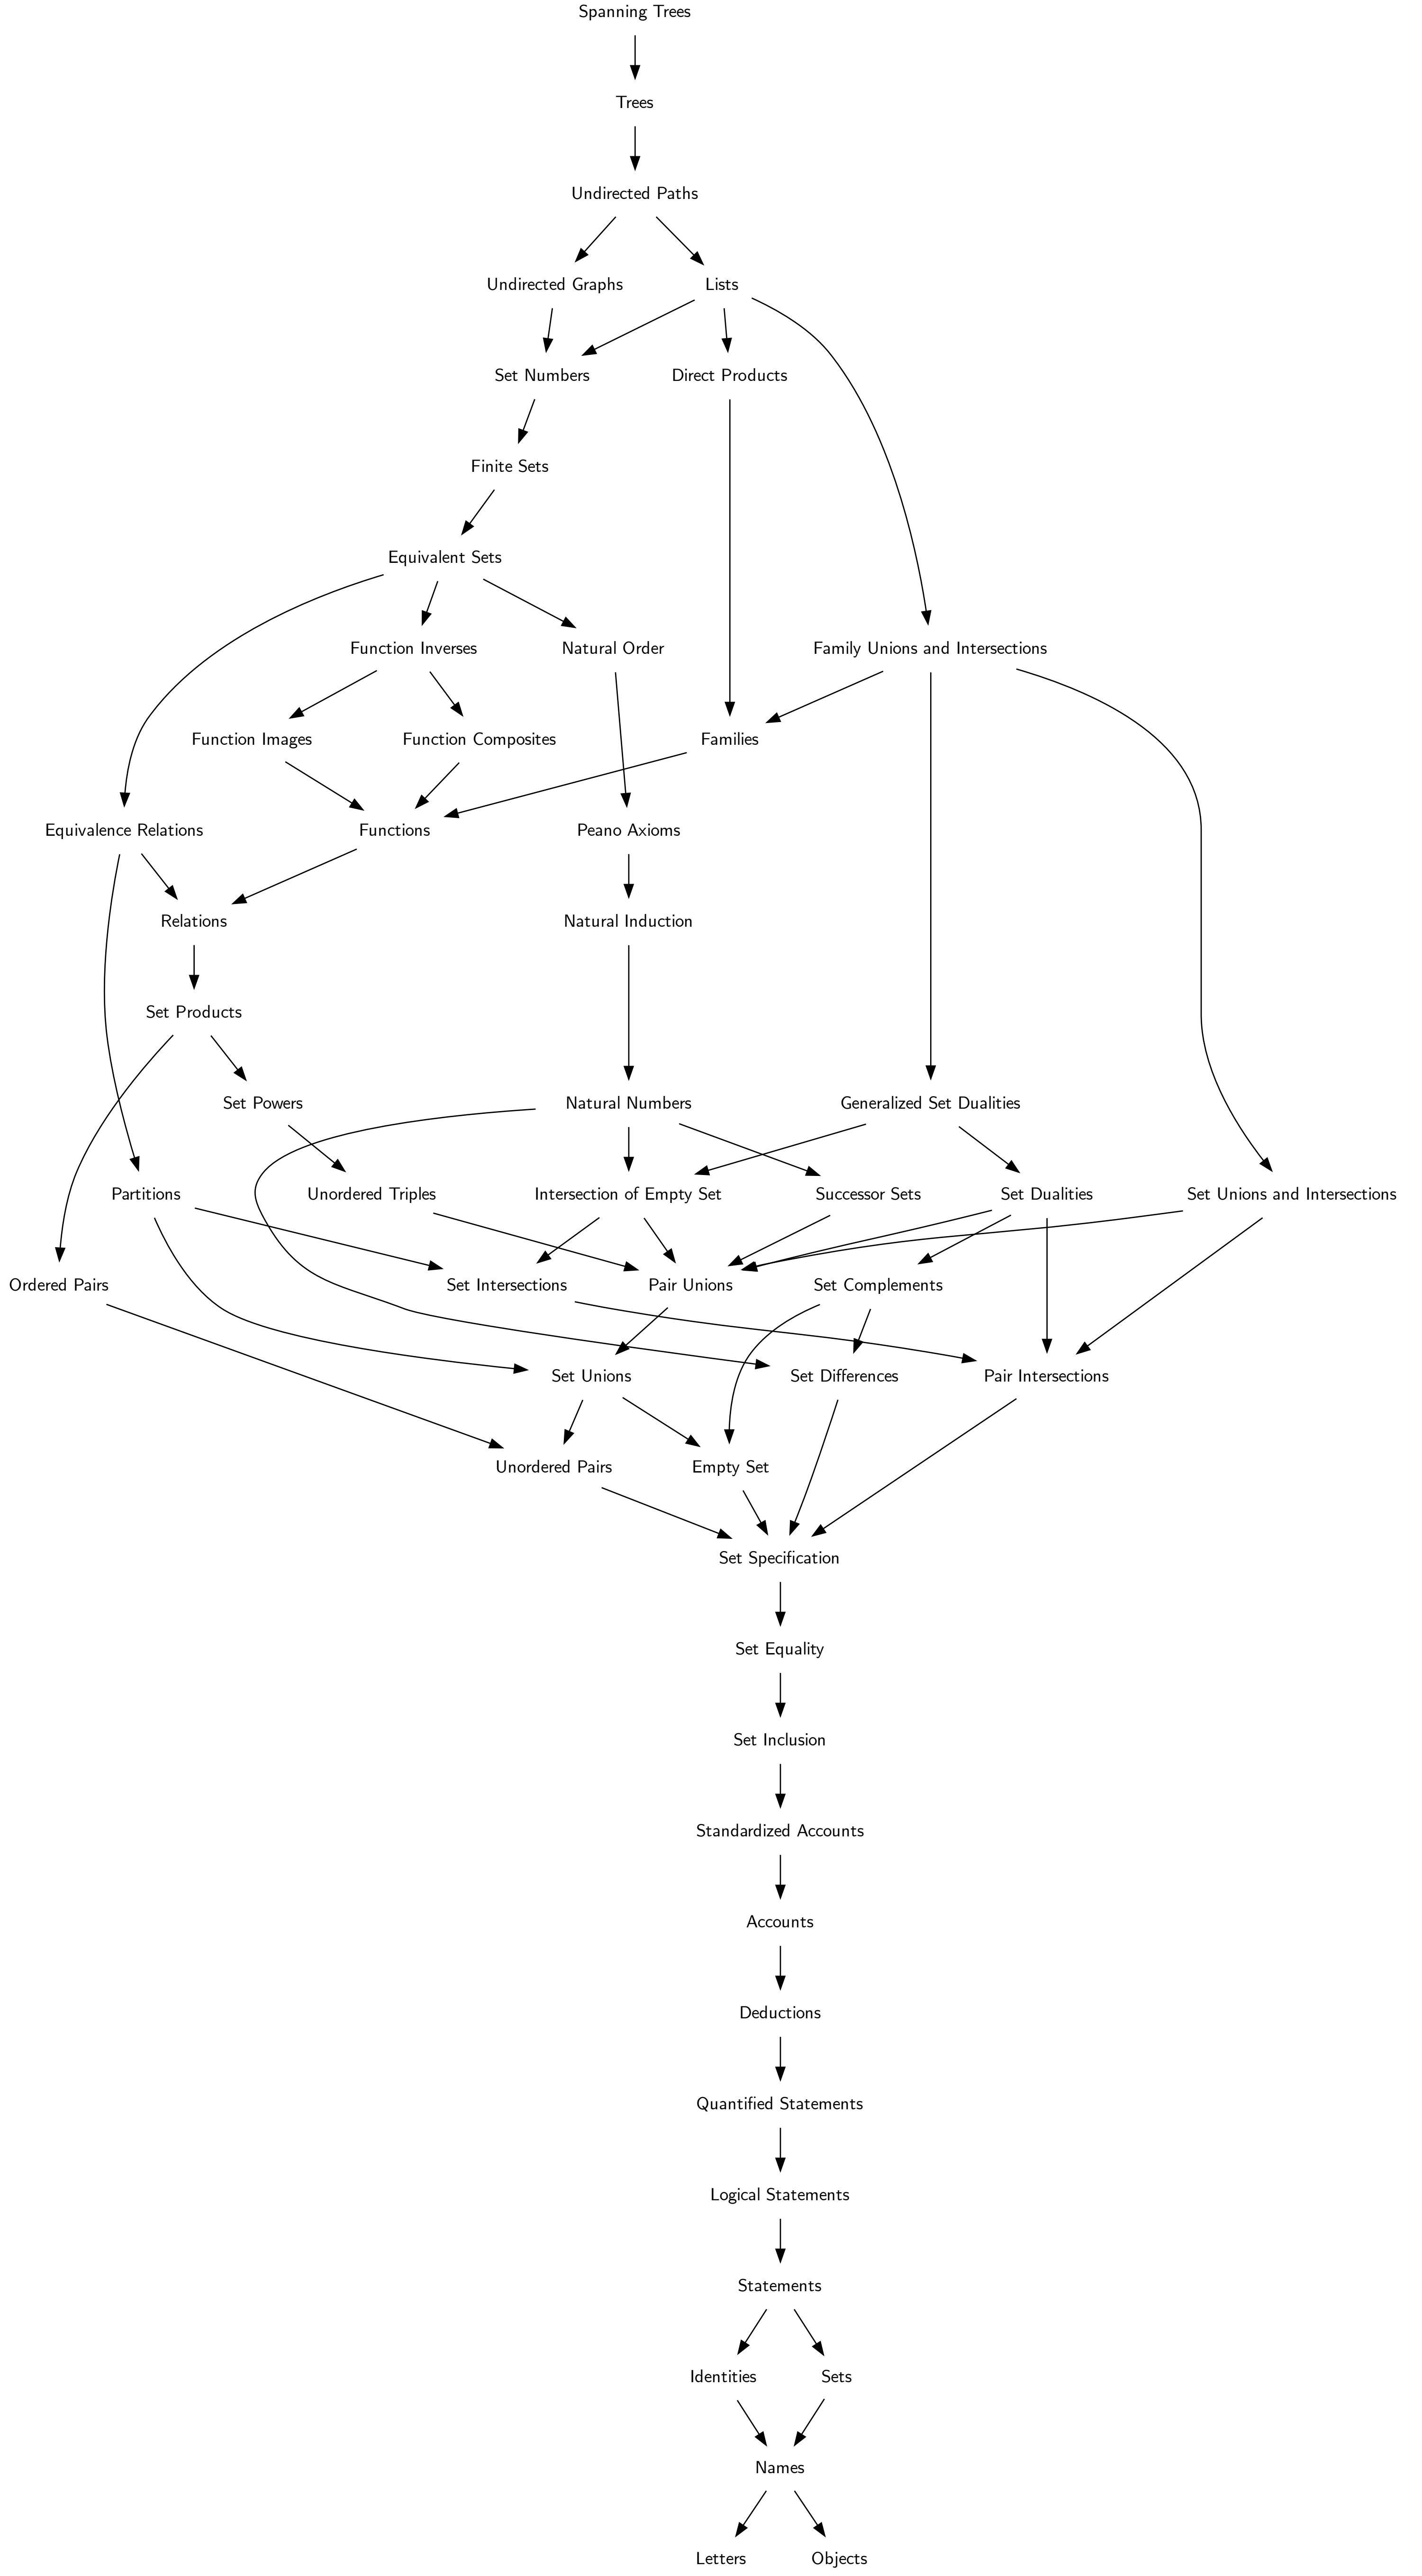 Spanning Trees
Trees
Undirected Paths
Undirected Graphs
Lists
Set Numbers
Direct Products
Finite Sets
Equivalent Sets
Function Inverses
Natural Order
Family Unions and Intersections
Function Images
Function Composites
Families
Equivalence Relations
Functions
Peano Axioms
Relations
Natural Induction
Set Products
Set Powers
Natural Numbers
Generalized Set Dualities
Partitions
Unordered Triples
Intersection of Empty Set
Successor Sets
Set Dualities
Set Unions and Intersections
Ordered Pairs
Set Intersections
Pair Unions
Set Complements
Set Unions
Set Differences
Pair Intersections
Unordered Pairs
Empty Set
Set Specification
Set Equality
Set Inclusion
Standardized Accounts
Accounts
Deductions
Quantified Statements
Logical Statements
Statements
Identities
Sets
Names
Letters
Objects